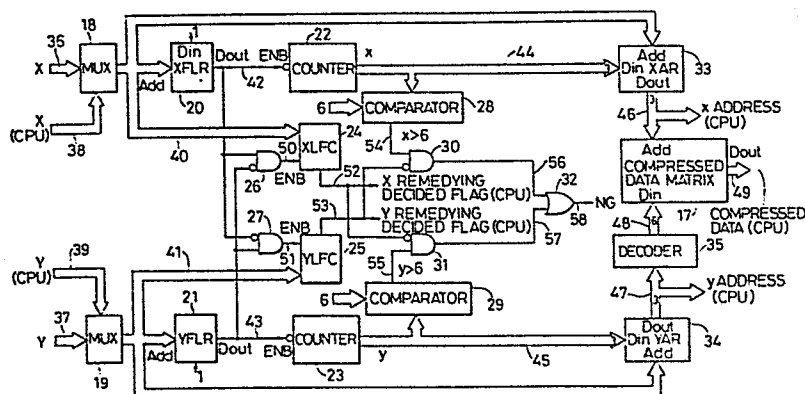 18
1
22
44
36
X
MUX
Din
XFLR
Dout
ENB
COUNTER
x
Add
Din XAR
Dout
33
Add
20
42
6
COMPARATOR
28
46
3
x ADDRESS
(CPU)
X
(CPU)
38
40
50
24
XLFC
54
x>6
30
26
ENB
52
56
Add
COMPRESSED
DATA MATRIX
Din
Dout
49
X REMEDYING
DECIDED FLAG (CPU)
32
NG
58
53
Y REMEDYING
DECIDED FLAG (CPU)
27
ENB
51
YLFC
25
57
17
COMPRESSED
DATA (CPU)
48
6
39
41
55
y>6
31
DECODER
35
Y
(CPU)
21
6
COMPARATOR
29
47
3
y ADDRESS
(CPU)
37
Y
MUX
Add
YFLR
Dout
43
ENB
COUNTER
y
Dout
Din YAR
Add
34
19
1
23
45